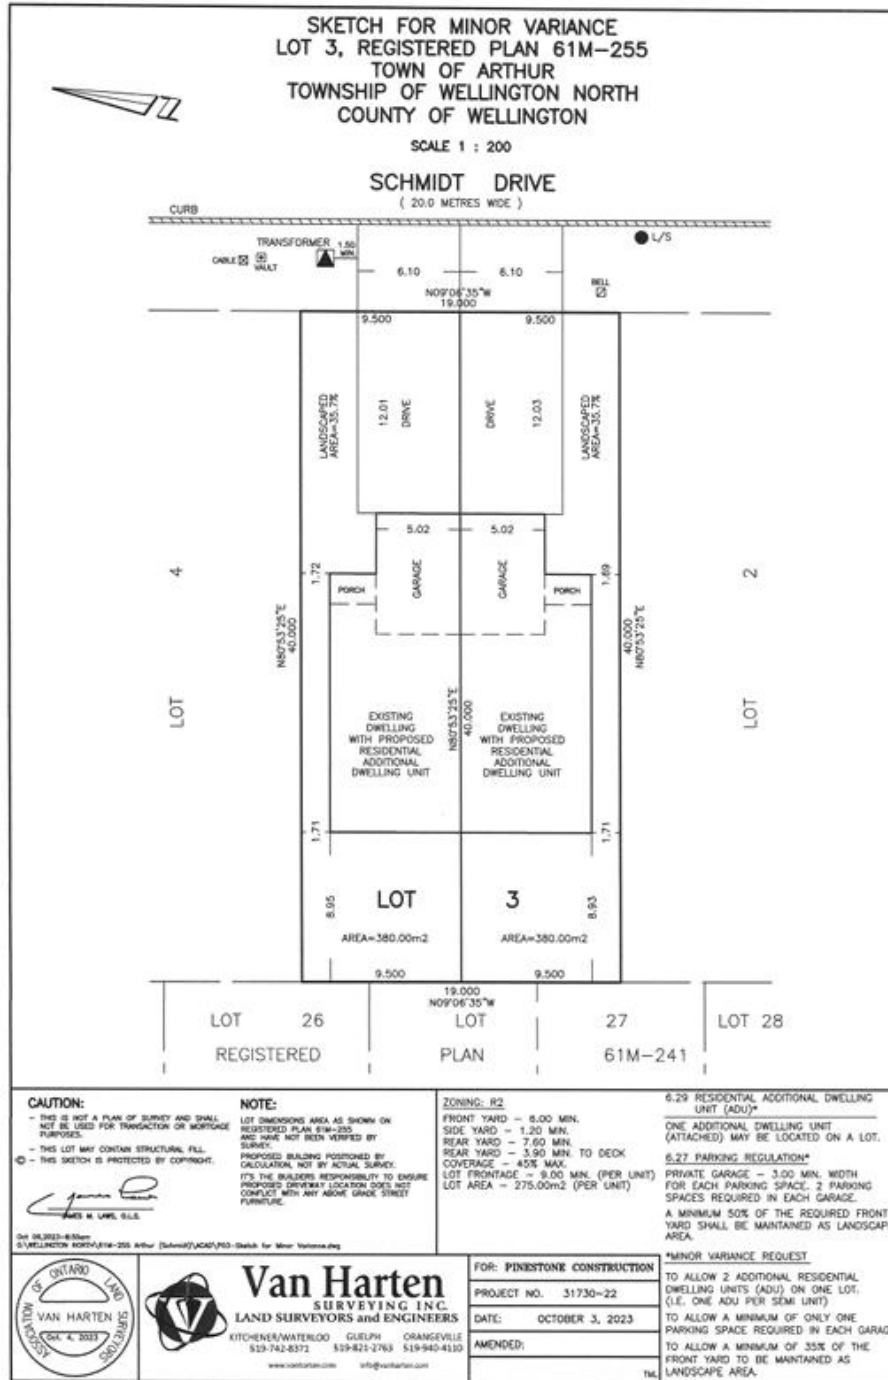 SKETCH FOR MINOR VARIANCE
LOT 3, REGISTERED PLAN 61M-255
TOWN OF ARTHUR
TOWNSHIP OF WELLINGTON NORTH
COUNTY OF WELLINGTON
SCALE 1 : 200
SCHMIDT DRIVE
( 20.0 METRES WIDE )
CURB
TRANSFORMER
1.50
MIN.
CABLE
VAULT
L/S
BELL
6.10
6.10
N09°06'35"W
19.000
9.500
9.500
LANDSCAPED
AREA=35.7%
12.01
DRIVE
DRIVE
12.03
LANDSCAPED
AREA=35.7%
5.02
5.02
GARAGE
GARAGE
1.72
PORCH
PORCH
1.69
4
LOT
N80°53'25"E
40.000
N80°53'25"E
40.000
40.000
N80°53'25"E
2
LOT
EXISTING
DWELLING
WITH PROPOSED
RESIDENTIAL
ADDITIONAL
DWELLING UNIT
EXISTING
DWELLING
WITH PROPOSED
RESIDENTIAL
ADDITIONAL
DWELLING UNIT
1.71
1.71
8.95
LOT 3
8.93
AREA=380.00m2
AREA=380.00m2
9.500
9.500
19.000
N09°06'35"W
LOT 26
LOT 27
LOT 28
REGISTERED PLAN 61M-241
CAUTION:
- THIS IS NOT A PLAN OF SURVEY AND SHALL
NOT BE USED FOR TRANSACTION OR MORTGAGE
PURPOSES.
- THIS LOT MAY CONTAIN STRUCTURAL FILL.
© - THIS SKETCH IS PROTECTED BY COPYRIGHT.
JAMES M. LAWS, O.L.S.
NOTE:
LOT DIMENSIONS AREA AS SHOWN ON
REGISTERED PLAN 61M-255
AND HAVE NOT BEEN VERIFIED BY
SURVEY.
PROPOSED BUILDING POSITIONED BY
CALCULATION, NOT BY ACTUAL SURVEY.
IT'S THE BUILDERS RESPONSIBILITY TO ENSURE
PROPOSED DRIVEWAY LOCATION DOES NOT
CONFLICT WITH ANY ABOVE GRADE STREET
FURNITURE.
ZONING: R2
FRONT YARD - 6.00 MIN.
SIDE YARD - 1.20 MIN.
REAR YARD - 7.60 MIN.
REAR YARD - 3.90 MIN. TO DECK
COVERAGE - 45% MAX.
LOT FRONTAGE - 9.00 MIN. (PER UNIT)
LOT AREA - 275.00m2 (PER UNIT)
6.29 RESIDENTIAL ADDITIONAL DWELLING
UNIT (ADU)*
ONE ADDITIONAL DWELLING UNIT
(ATTACHED) MAY BE LOCATED ON A LOT.
6.27 PARKING REGULATION*
PRIVATE GARAGE - 3.00 MIN. WIDTH
FOR EACH PARKING SPACE. 2 PARKING
SPACES REQUIRED IN EACH GARAGE.
A MINIMUM 50% OF THE REQUIRED FRONT
YARD SHALL BE MAINTAINED AS LANDSCAPE
AREA.
*MINOR VARIANCE REQUEST
TO ALLOW 2 ADDITIONAL RESIDENTIAL
DWELLING UNITS (ADU) ON ONE LOT.
(I.E. ONE ADU PER SEMI UNIT)
TO ALLOW A MINIMUM OF ONLY ONE
PARKING SPACE REQUIRED IN EACH GARAG
TO ALLOW A MINIMUM OF 35% OF THE
FRONT YARD TO BE MAINTAINED AS
LANDSCAPE AREA.
ASSOCIATION OF ONTARIO LAND SURVEYORS
VAN HARTEN
Oct. 4, 2023
Van Harten
SURVEYING INC.
LAND SURVEYORS and ENGINEERS
KITCHENER/WATERLOO GUELPH ORANGEVILLE
519-742-8371 519-821-2763 519-940-4110
www.vanharten.com info@vanharten.com
FOR: PINESTONE CONSTRUCTION
PROJECT NO. 31730-22
DATE: OCTOBER 3, 2023
AMENDED:
TML